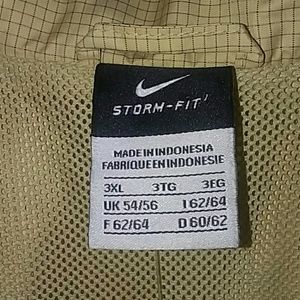 STORM-FIT
MADE IN INDONESIA
FABRIQUE EN INDONESIE
3XL 3TG 3EG
UK 54/56 I 62/64
F 62/64 D 60/62